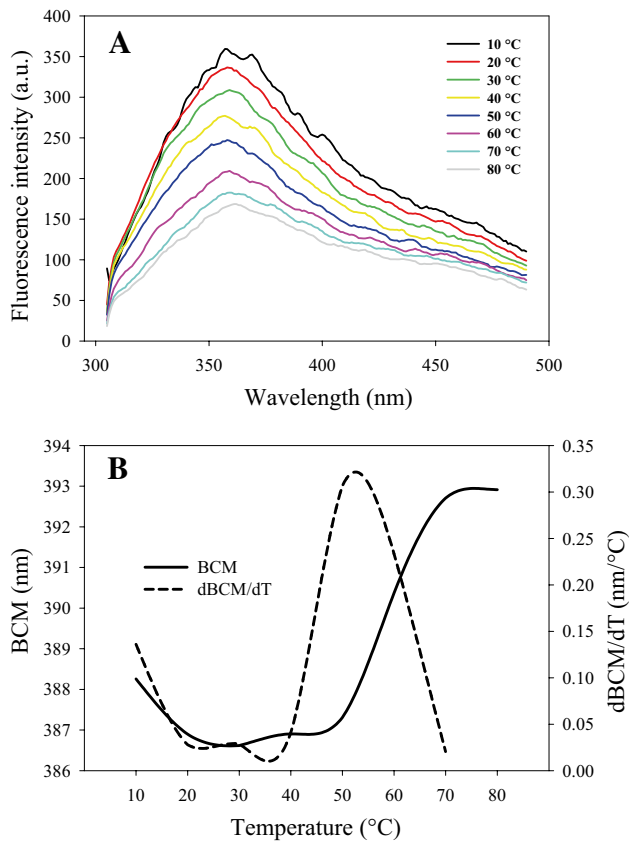 A
Fluorescence intensity (a.u.)
400
350
300
250
200
150
100
50
0
10 °C
20 °C
30 °C
40 °C
50 °C
60 °C
70 °C
80 °C
300
350
400
450
500
Wavelength (nm)
B
BCM (nm)
394
393
392
391
390
389
388
387
386
BCM
dBCM/dT
0.35
0.30
0.25
0.20
0.15
0.10
0.05
0.00
dBCM/dT (nm/°C)
10
20
30
40
50
60
70
80
Temperature (°C)